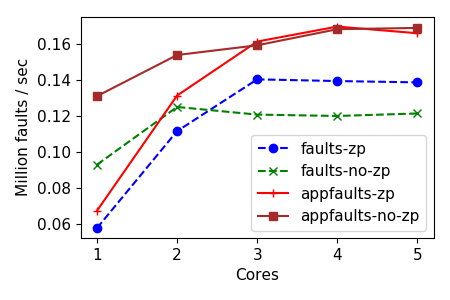 Million faults / sec
0.16
0.14
0.12
0.10
0.08
0.06
faults-zp
faults-no-zp
appfaults-zp
appfaults-no-zp
1 2 3 4 5
Cores